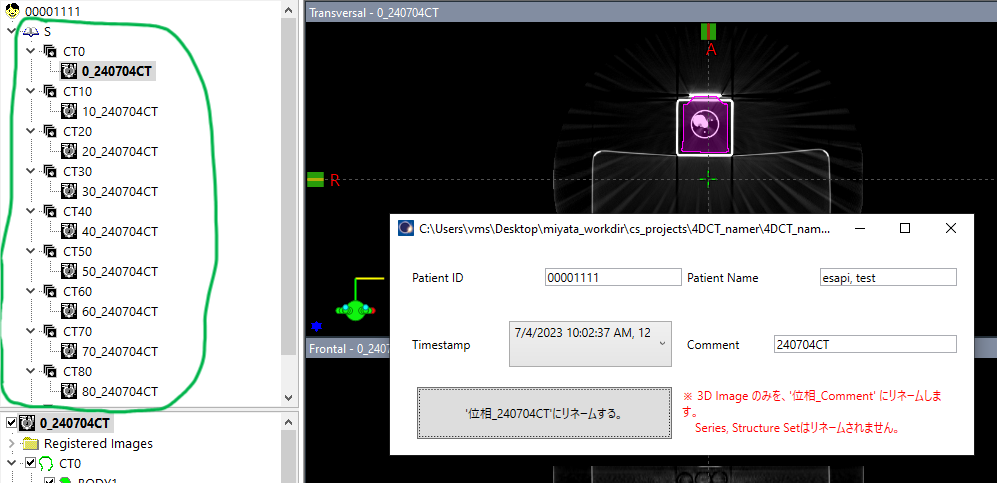 00001111
S
CT0
0_240704CT
CT10
10_240704CT
CT20
20_240704CT
CT30
30_240704CT
CT40
40_240704CT
CT50
50_240704CT
CT60
60_240704CT
CT70
70_240704CT
CT80
80_240704CT
0_240704CT
Registered Images
CT0
BODY1
Transversal - 0_240704CT
A
R
Frontal - 0_2407
C:\Users\vms\Desktop\miyata_workdir\cs_projects\4DCT_namer\4DCT_nam...
Patient ID
00001111
Patient Name
esapi, test
Timestamp
7/4/2023 10:02:37 AM, 12
Comment
240704CT
'位相_240704CT'にリネームする。
※ 3D Image のみを、'位相_Comment' にリネームしま
す。
Series, Structure Setはリネームされません。